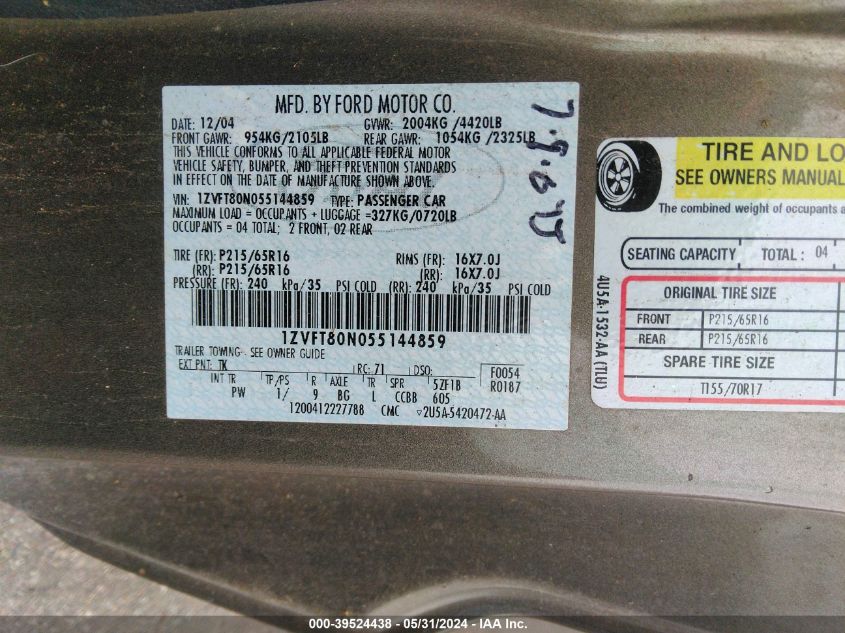 MFD. BY FORD MOTOR CO.
DATE: 12/04 GVWR: 2004KG /4420LB
FRONT GAWR: 954KG/2105LB REAR GAWR: 1054KG /2325LB
THIS VEHICLE CONFORMS TO ALL APPLICABLE FEDERAL MOTOR
VEHICLE SAFETY, BUMPER, AND THEFT PREVENTION STANDARDS
IN EFFECT ON THE DATE OF MANUFACTURE SHOWN ABOVE.
VIN: 1ZVFT80N055144859 TYPE: PASSENGER CAR
MAXIMUM LOAD = OCCUPANTS + LUGGAGE =327KG/0720LB
OCCUPANTS = 04 TOTAL: 2 FRONT, 02 REAR
TIRE (FR): P215/65R16 RIMS (FR): 16X7.0J
(RR): P215/65R16 (RR): 16X7.0J
PRESSURE (FR): 240 kPa/35 PSI COLD (RR): 240 kPa/35 PSI COLD
1ZVFT80N055144859
TRAILER TOWING - SEE OWNER GUIDE
EXT PNT: TK RC: 71 DSO: F0054
INT TR TP/PS R AXLE TR SPR 5ZF1B R0187
PW 1/ 9 BG L CCBB 605
1200412227788 CMC ▽2U5A-5420472-AA
TIRE AND LO
SEE OWNERS MANUAL
The combined weight of occupants a
SEATING CAPACITY TOTAL : 04
ORIGINAL TIRE SIZE
FRONT P215/65R16
REAR P215/65R16
SPARE TIRE SIZE
T155/70R17
4U5A-1532-AA (TLU)
000-39524438 - 05/31/2024 - IAA Inc.